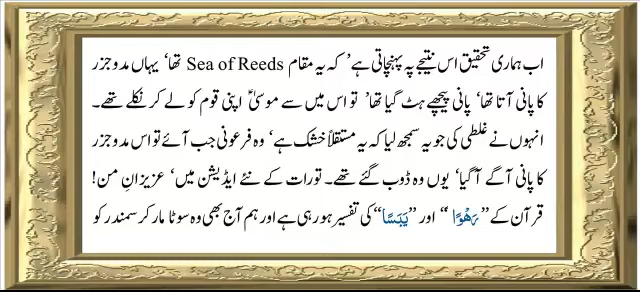 اب ہماری تحقیق اس نتیجے پہ پہنچاتی ہے’ کہ یہ مقام Sea of Reeds تھا‘ یہاں مدوجزر
کا پانی آتا تھا‘ پانی پیچھے ہٹ گیا تھا’ تو اس میں سے موسیٰؑ اپنی قوم کو لے کر نکلے تھے۔
انہوں نے غلطی کی جو یہ سمجھ لیا کہ یہ مستقلاً خشک ہے‘ وہ فرعونی جب آئے تو اس مدوجزر
کا پانی آگے آ گیا‘ یوں وہ ڈوب گئے تھے۔ تورات کے نئے ایڈیشن میں‘ عزیزانِ من!
قرآن کے ”رَهْوًا“ اور ”يَبَسًا“ کی تفسیر ہو رہی ہے اور ہم آج بھی وہ سوٹا مار کر سمندر کو